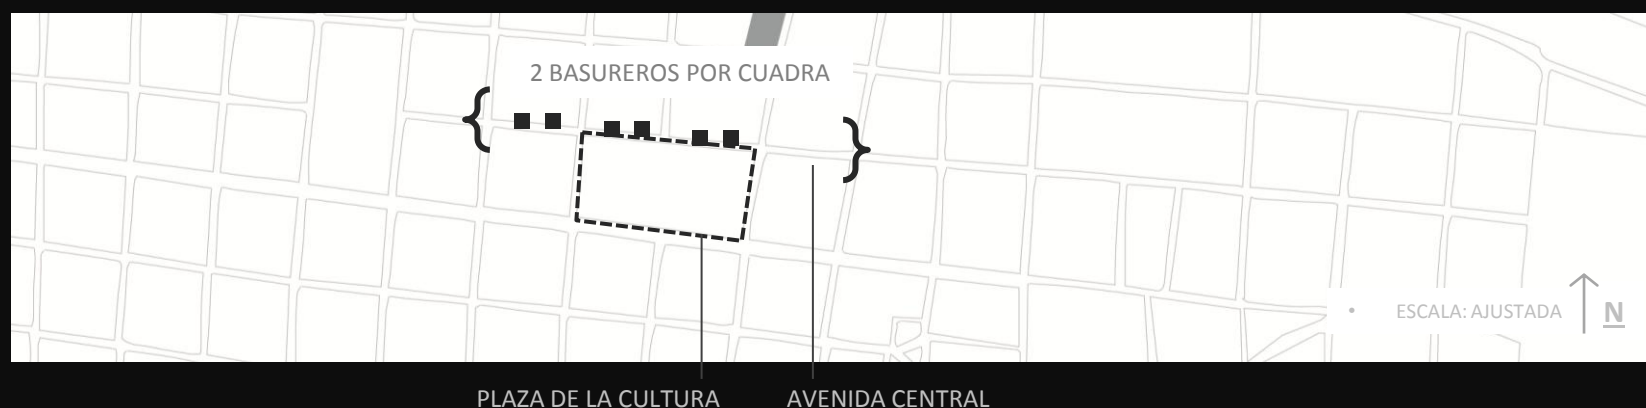 2 BASUREROS POR CUADRA
• ESCALA: AJUSTADA
N
PLAZA DE LA CULTURA
AVENIDA CENTRAL